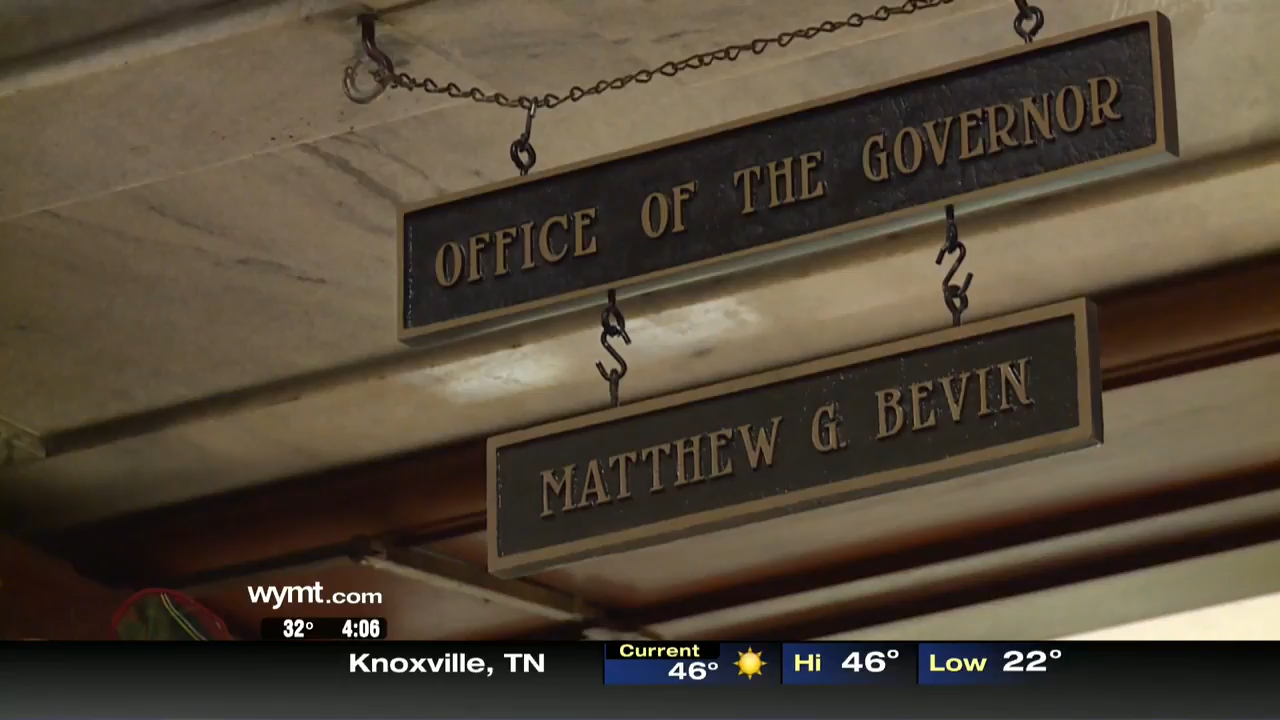 OFFICE OF THE GOVERNOR
MATTHEW G. BEVIN
wymt.com
32° 4:06
Knoxville, TN
Current
46°
Hi 46°
Low 22°